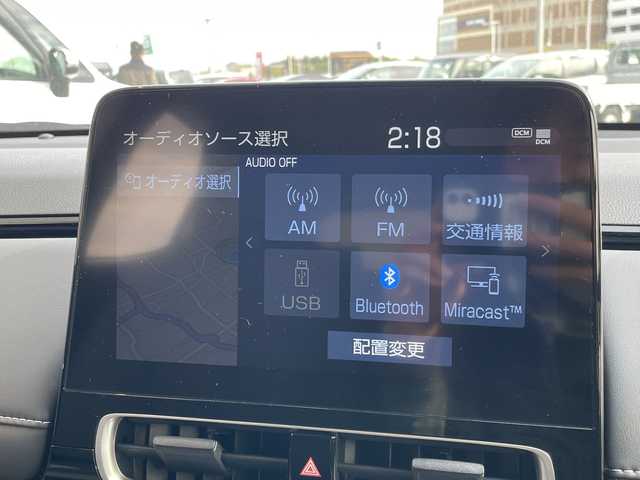 オーディオソース選択
2:18
DCM
DCM
AUDIO OFF
オーディオ選択
AM
FM
交通情報
USB
Bluetooth
Miracast™
配置変更